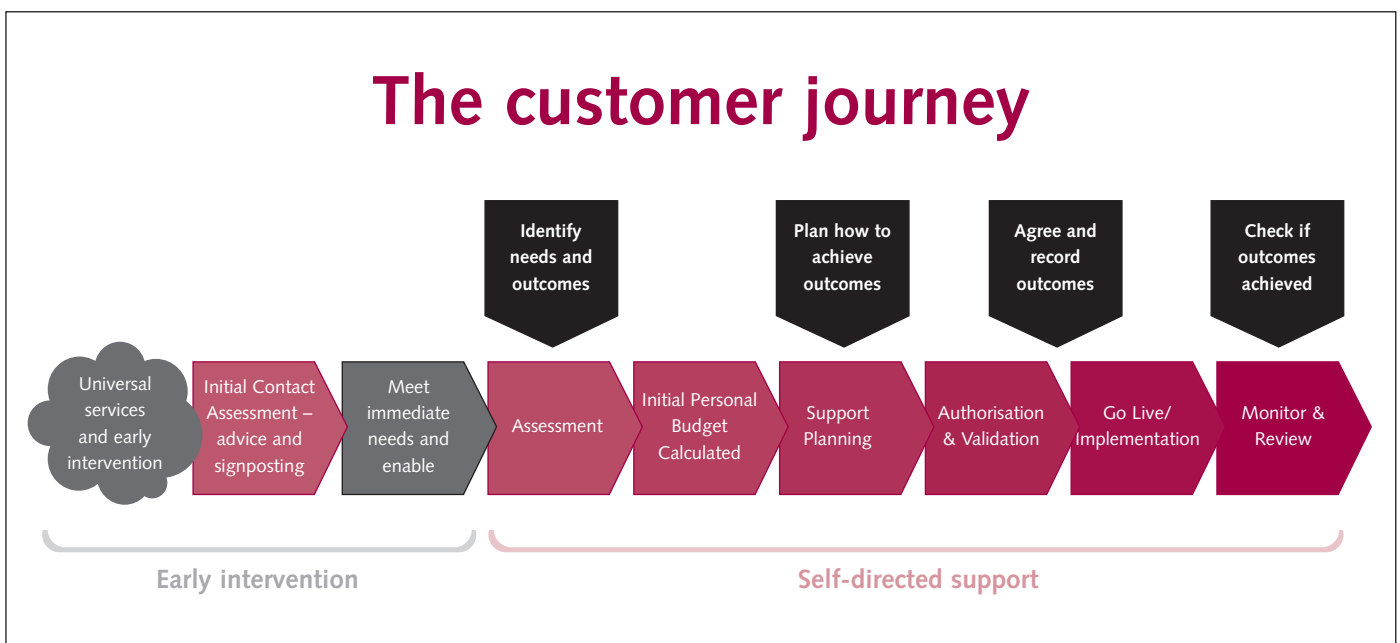 The customer journey
Identify
needs and
outcomes
Plan how to
achieve
outcomes
Agree and
record
outcomes
Check if
outcomes
achieved
Universal
services
and early
intervention
Initial Contact
Assessment –
advice and
signposting
Meet
immediate
needs and
enable
Assessment
Initial Personal
Budget
Calculated
Support
Planning
Authorisation
& Validation
Go Live/
Implementation
Monitor &
Review
Early intervention
Self-directed support